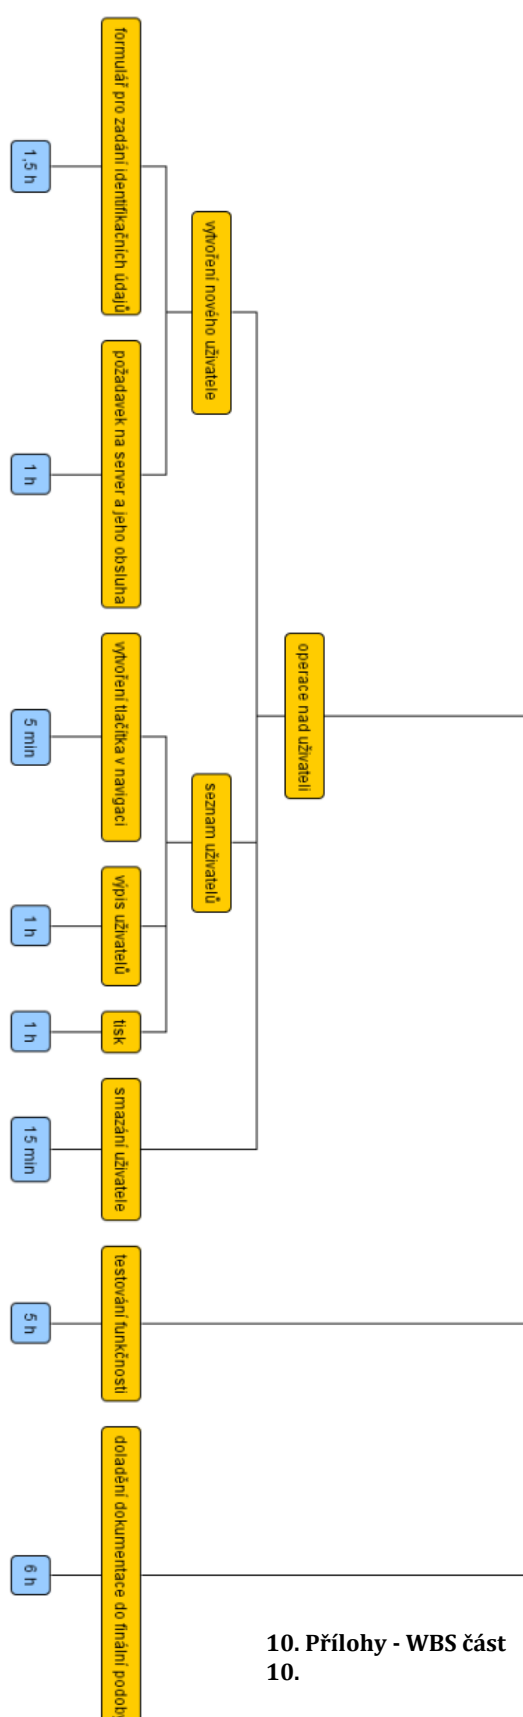 operace nad uživateli
vytvoření nového uživatele
seznam uživatelů
formulář pro zadání identifikačních údajů
požadavek na server a jeho obsluha
vytvoření tlačítka v navigaci
výpis uživatelů
tisk
smazání uživatele
testování funkčnosti
doladění dokumentace do finální podoby
1,5 h
1 h
5 min
1 h
1 h
15 min
5 h
6 h
10. Přílohy - WBS část
10.